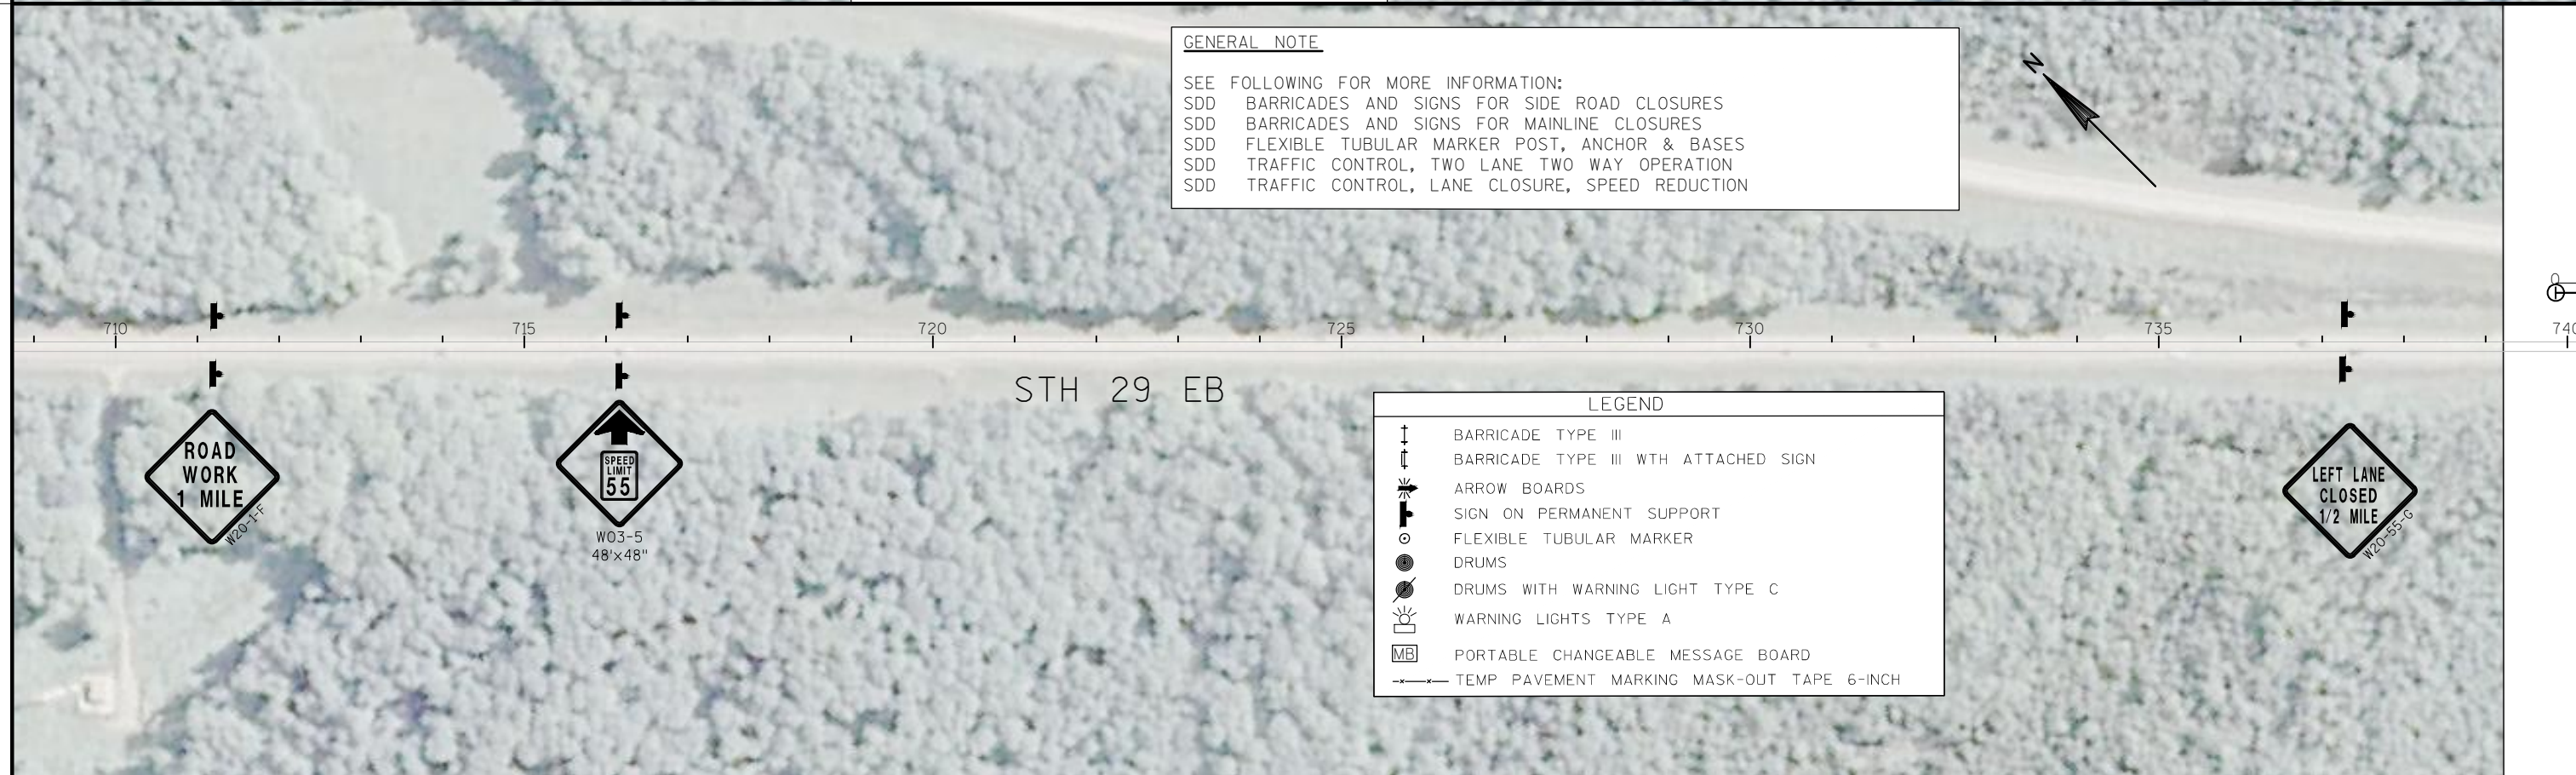 GENERAL NOTE
SEE FOLLOWING FOR MORE INFORMATION:
SDD BARRICADES AND SIGNS FOR SIDE ROAD CLOSURES
SDD BARRICADES AND SIGNS FOR MAINLINE CLOSURES
SDD FLEXIBLE TUBULAR MARKER POST, ANCHOR & BASES
SDD TRAFFIC CONTROL, TWO LANE TWO WAY OPERATION
SDD TRAFFIC CONTROL, LANE CLOSURE, SPEED REDUCTION
N
710 715 720 725 730 735
STH 29 EB
ROAD
WORK
1 MILE
W20-1-F
SPEED
LIMIT
55
W03-5
48'x48"
LEGEND
BARRICADE TYPE III
BARRICADE TYPE III WTH ATTACHED SIGN
ARROW BOARDS
SIGN ON PERMANENT SUPPORT
FLEXIBLE TUBULAR MARKER
DRUMS
DRUMS WITH WARNING LIGHT TYPE C
WARNING LIGHTS TYPE A
MB PORTABLE CHANGEABLE MESSAGE BOARD
TEMP PAVEMENT MARKING MASK-OUT TAPE 6-INCH
LEFT LANE
CLOSED
1/2 MILE
W20-55-G